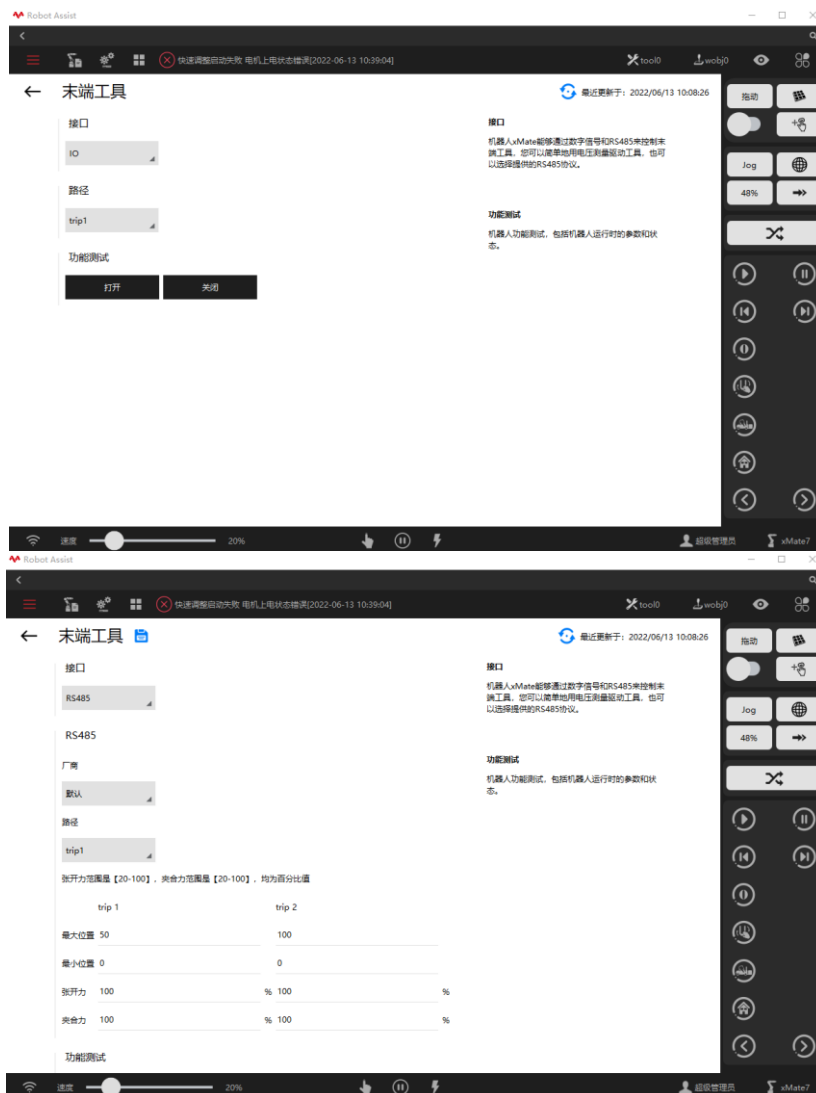 Robot Assist
快速调整启动失败 电机上电状态错误[2022-06-13 10:39:04]
tool0
wobj0
末端工具
最近更新于：2022/06/13 10:08:26
接口
IO
路径
trip1
功能测试
打开
关闭
接口
机器人xMate能够通过数字信号和RS485来控制末
端工具，您可以简单地用电压测量驱动工具，也可
以选择提供的RS485协议。
功能测试
机器人功能测试，包括机器人运行时的参数和状
态。
拖动
Jog
48%
速度
20%
超级管理员
xMate7
Robot Assist
快速调整启动失败 电机上电状态错误[2022-06-13 10:39:04]
tool0
wobj0
末端工具
最近更新于：2022/06/13 10:08:26
接口
RS485
RS485
厂商
默认
路径
trip1
张开力范围是【20-100】，夹合力范围是【20-100】，均为百分比值
trip 1 trip 2
最大位置 50 100
最小位置 0 0
张开力 100 % 100 %
夹合力 100 % 100 %
功能测试
接口
机器人xMate能够通过数字信号和RS485来控制末
端工具，您可以简单地用电压测量驱动工具，也可
以选择提供的RS485协议。
功能测试
机器人功能测试，包括机器人运行时的参数和状
态。
拖动
Jog
48%
速度
20%
超级管理员
xMate7